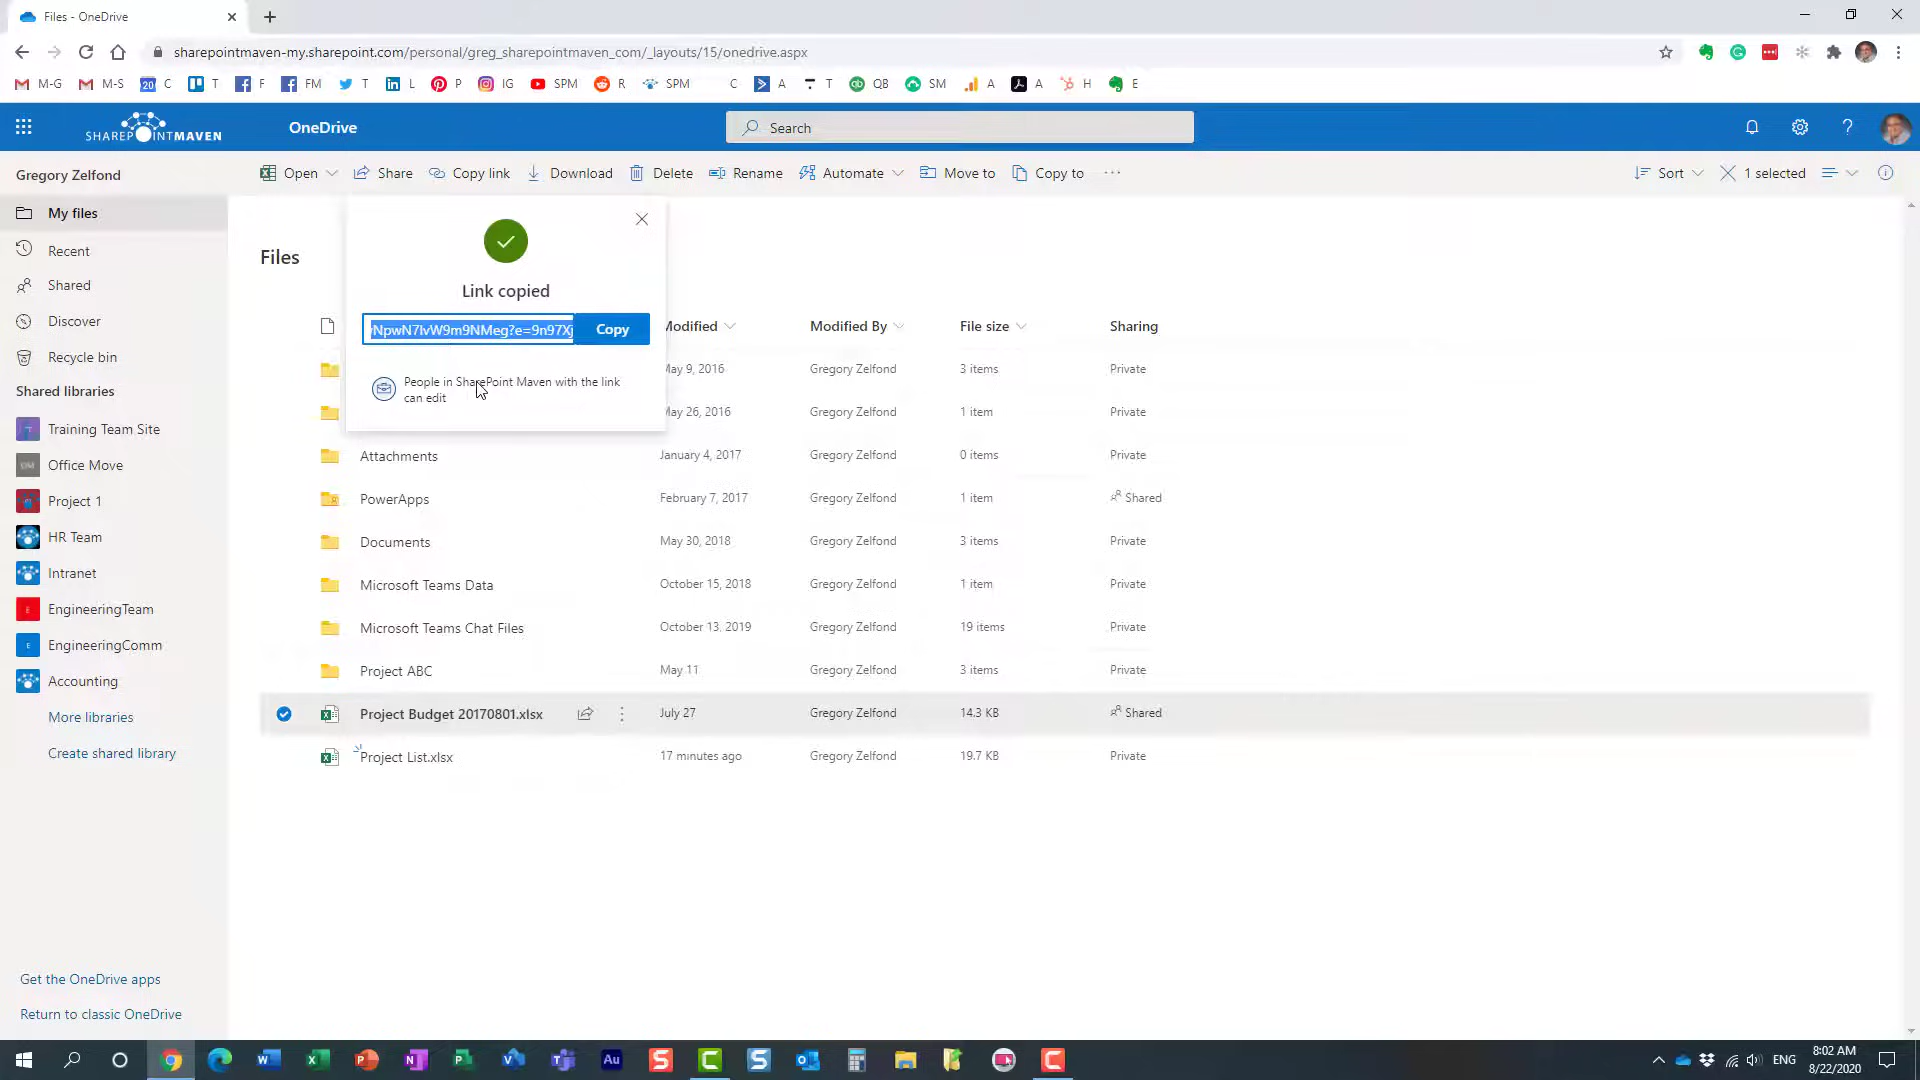 Files - OneDrive
sharepointmaven-my.sharepoint.com/personal/greg_sharepointmaven_com/_layouts/15/onedrive.aspx
M-G M-S C T F FM T L P IG SPM R SPM C A T QB SM A A H E
SHAREPOINTMAVEN
OneDrive
Search
Gregory Zelfond
Open Share Copy link Download Delete Rename Automate Move to Copy to Sort 1 selected
My files
Recent
Shared
Discover
Recycle bin
Shared libraries
Training Team Site
Office Move
Project 1
HR Team
Intranet
EngineeringTeam
EngineeringComm
Accounting
More libraries
Create shared library
Get the OneDrive apps
Return to classic OneDrive
Files
Link copied
NpwN7lvW9m9NMeg?e=9n97Xj
Copy
People in SharePoint Maven with the link
can edit
Modified Modified By File size Sharing
May 9, 2016 Gregory Zelfond 3 items Private
May 26, 2016 Gregory Zelfond 1 item Private
Attachments January 4, 2017 Gregory Zelfond 0 items Private
PowerApps February 7, 2017 Gregory Zelfond 1 item Shared
Documents May 30, 2018 Gregory Zelfond 3 items Private
Microsoft Teams Data October 15, 2018 Gregory Zelfond 1 item Private
Microsoft Teams Chat Files October 13, 2019 Gregory Zelfond 19 items Private
Project ABC May 11 Gregory Zelfond 3 items Private
Project Budget 20170801.xlsx July 27 Gregory Zelfond 14.3 KB Shared
Project List.xlsx 17 minutes ago Gregory Zelfond 19.7 KB Private
ENG
8:02 AM
8/22/2020